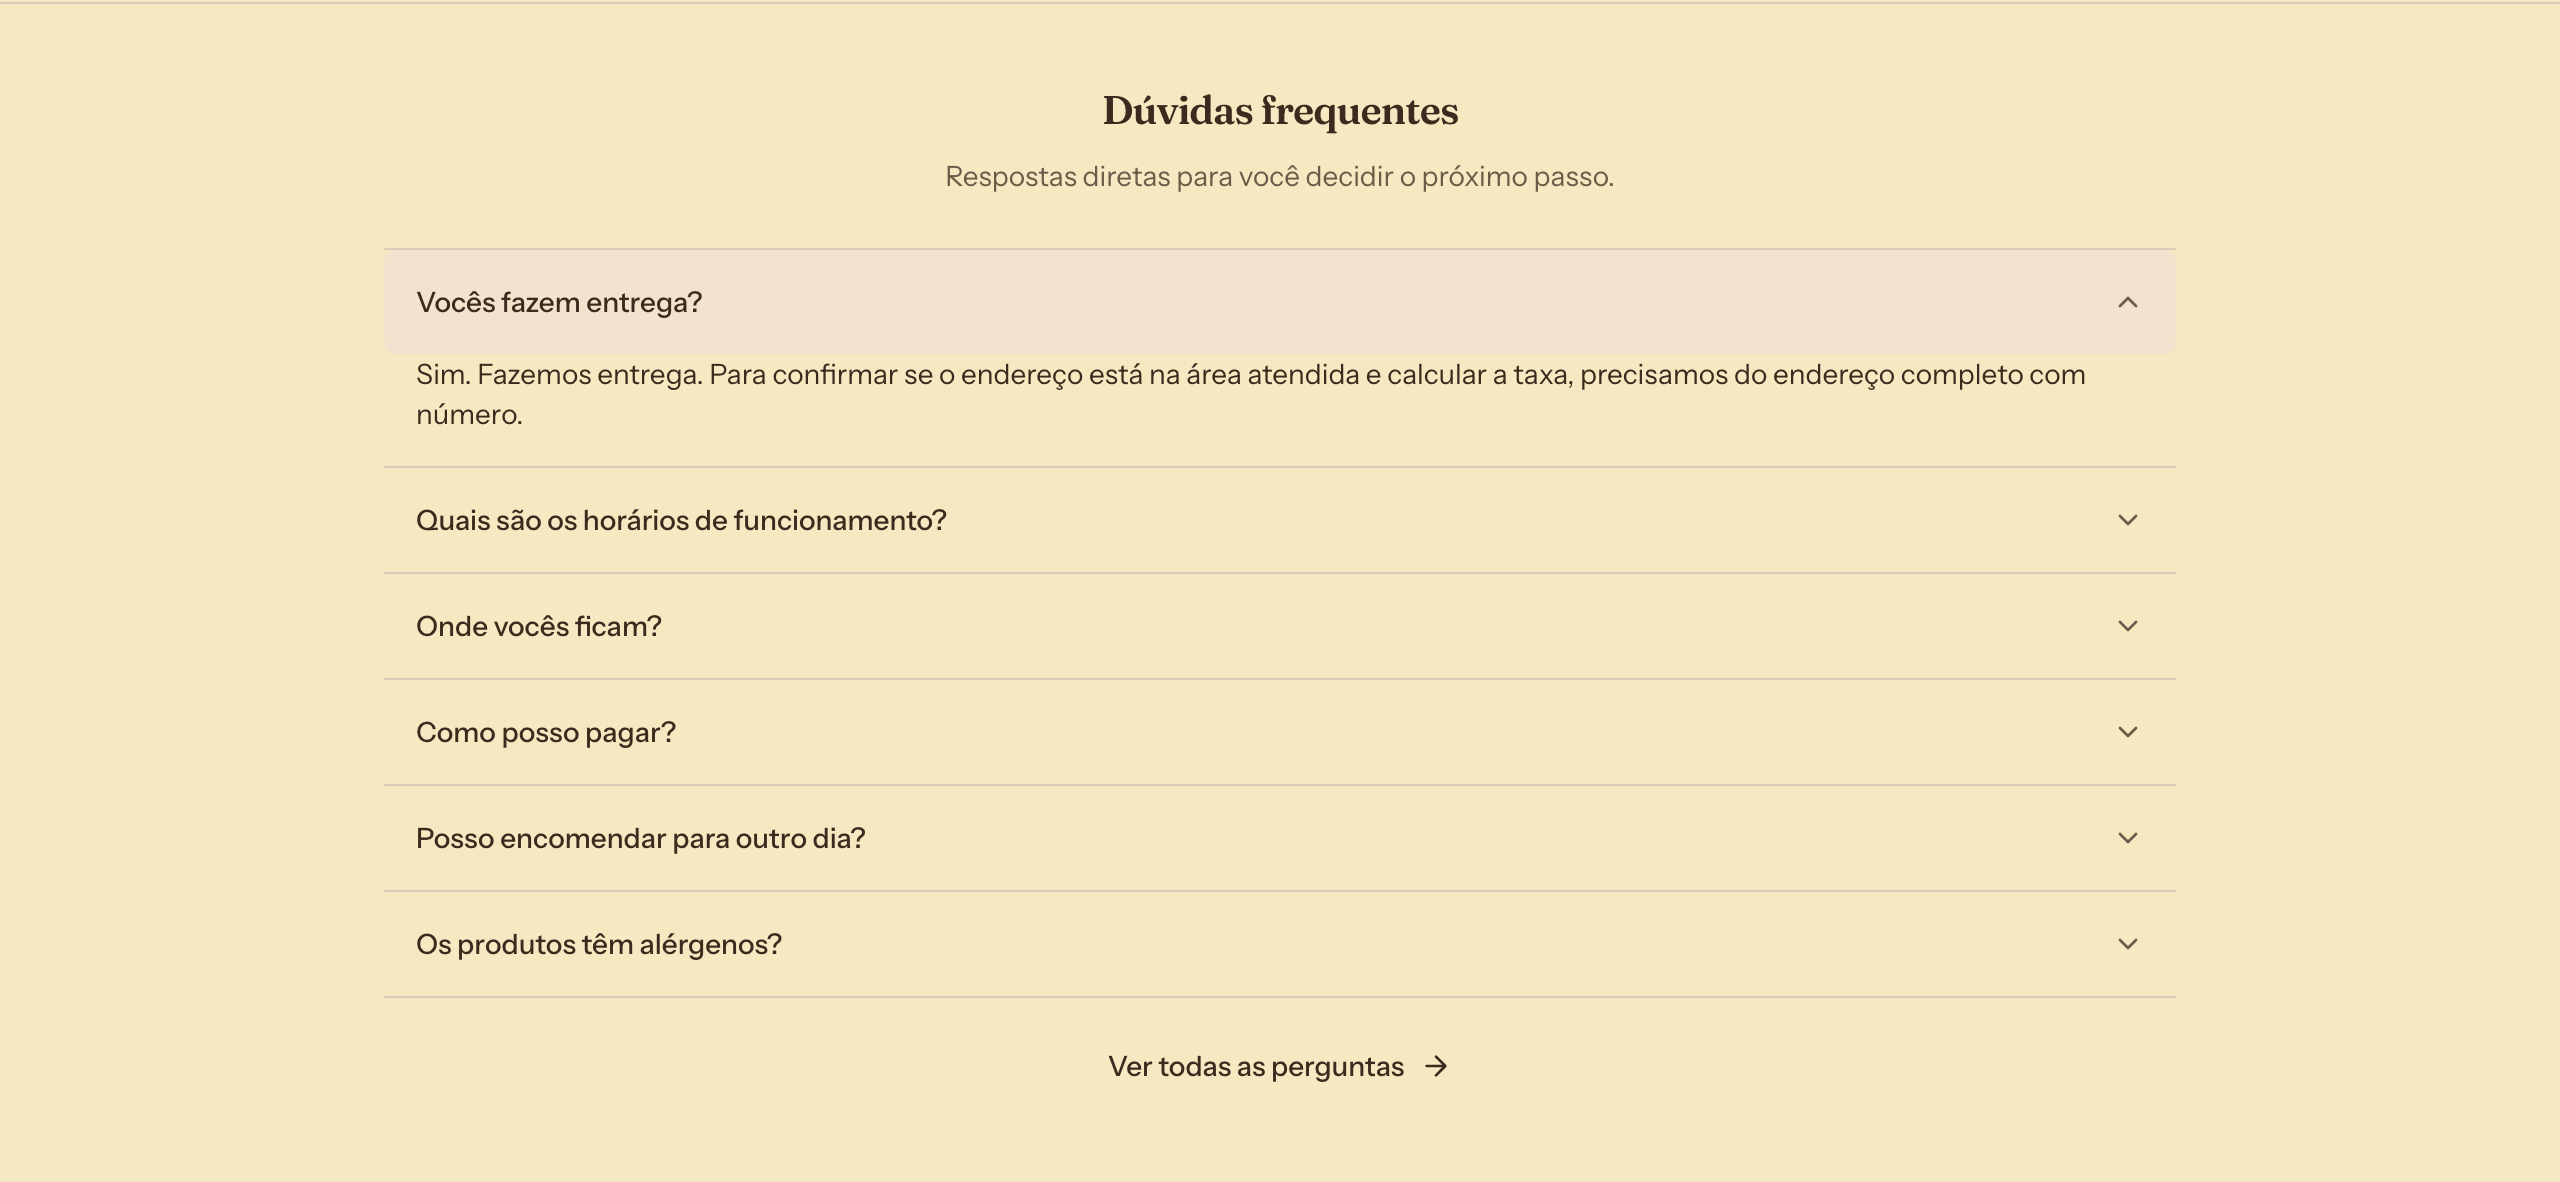 Dúvidas frequentes
Respostas diretas para você decidir o próximo passo.
Vocês fazem entrega?
Sim. Fazemos entrega. Para confirmar se o endereço está na área atendida e calcular a taxa, precisamos do endereço completo com
número.
Quais são os horários de funcionamento?
Onde vocês ficam?
Como posso pagar?
Posso encomendar para outro dia?
Os produtos têm alérgenos?
Ver todas as perguntas →